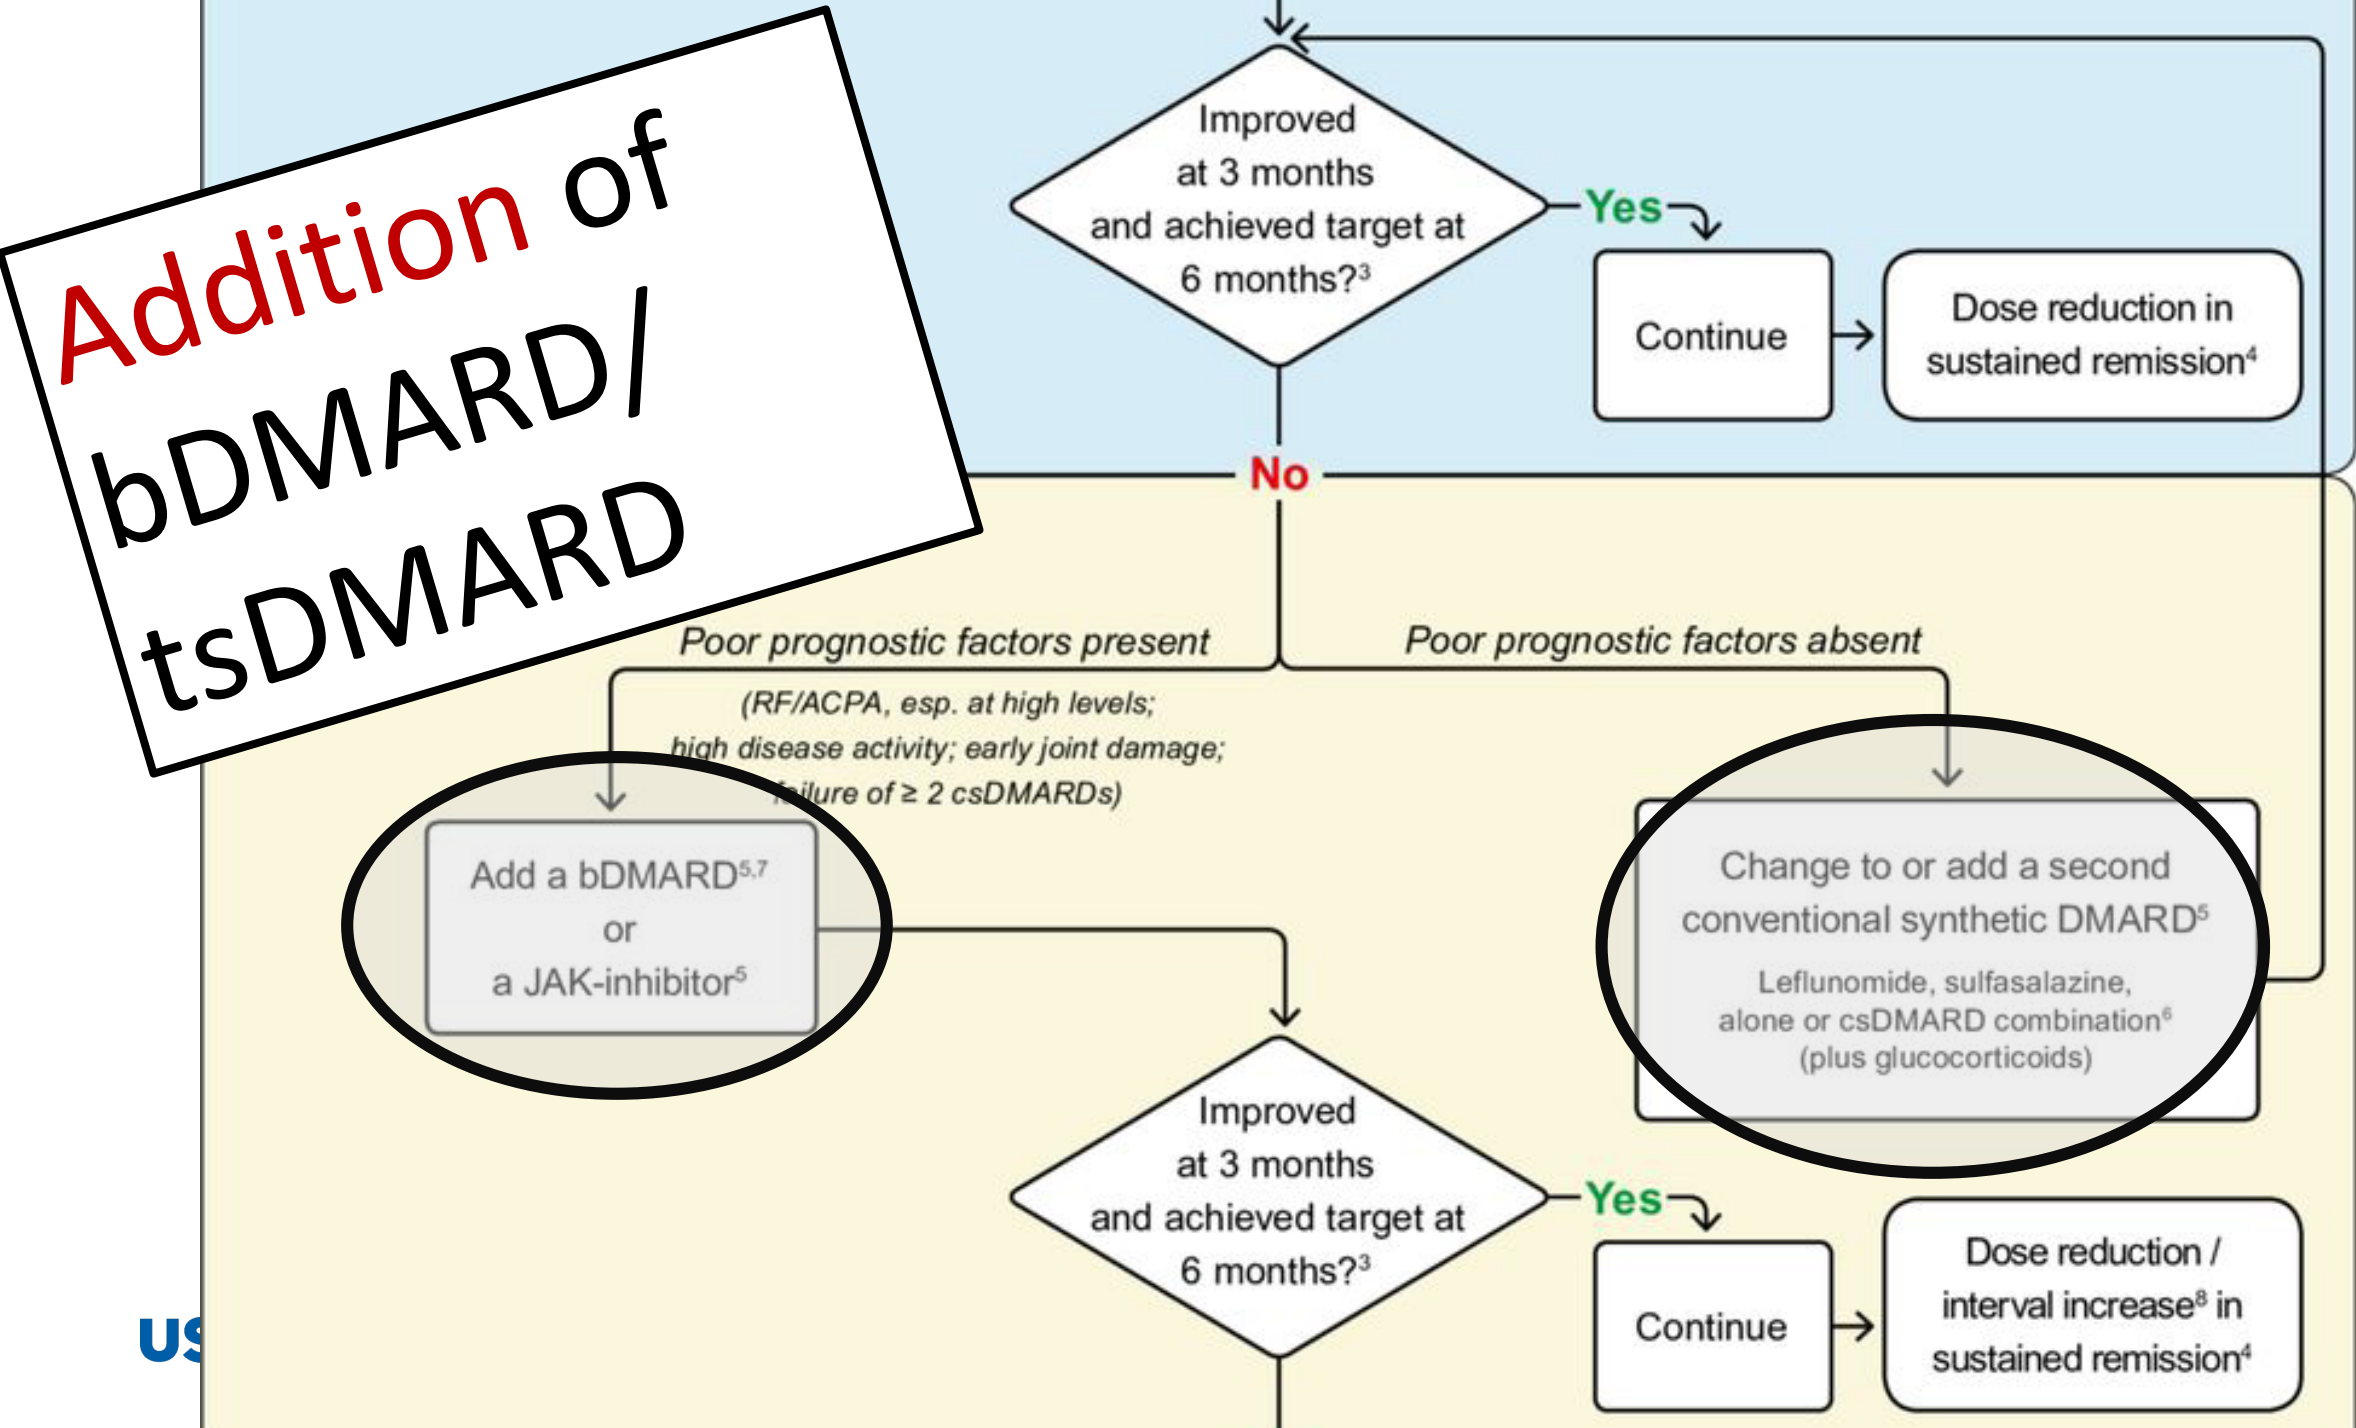 Addition of
bDMARD/
tsDMARD
Improved
at 3 months
and achieved target at
6 months?³
Yes
Continue
Dose reduction in
sustained remission⁴
No
Poor prognostic factors present
(RF/ACPA, esp. at high levels;
high disease activity; early joint damage;
failure of ≥ 2 csDMARDs)
Poor prognostic factors absent
Add a bDMARD⁵,⁷
or
a JAK-inhibitor⁵
Change to or add a second
conventional synthetic DMARD⁵
Leflunomide, sulfasalazine,
alone or csDMARD combination⁶
(plus glucocorticoids)
Improved
at 3 months
and achieved target at
6 months?³
Yes
Continue
Dose reduction /
interval increase⁸ in
sustained remission⁴